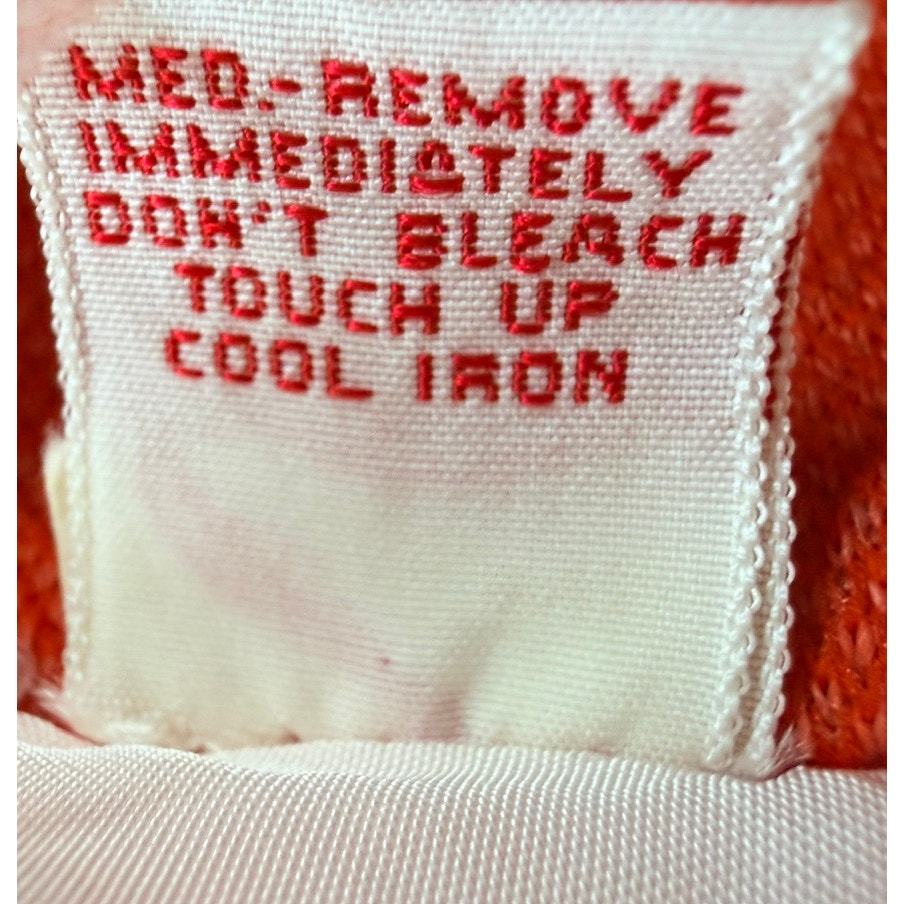 MED.-REMOVE
IMMEDIATELY
DON'T BLEACH
TOUCH UP
COOL IRON